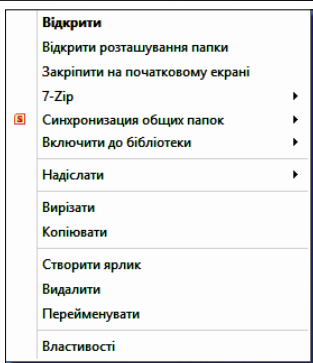 Відкрити
Відкрити розташування папки
Закріпити на початковому екрані
7-Zip
S Синхронизация общих папок
Включити до бібліотеки
Надіслати
Вирізати
Копіювати
Створити ярлик
Видалити
Перейменувати
Властивості